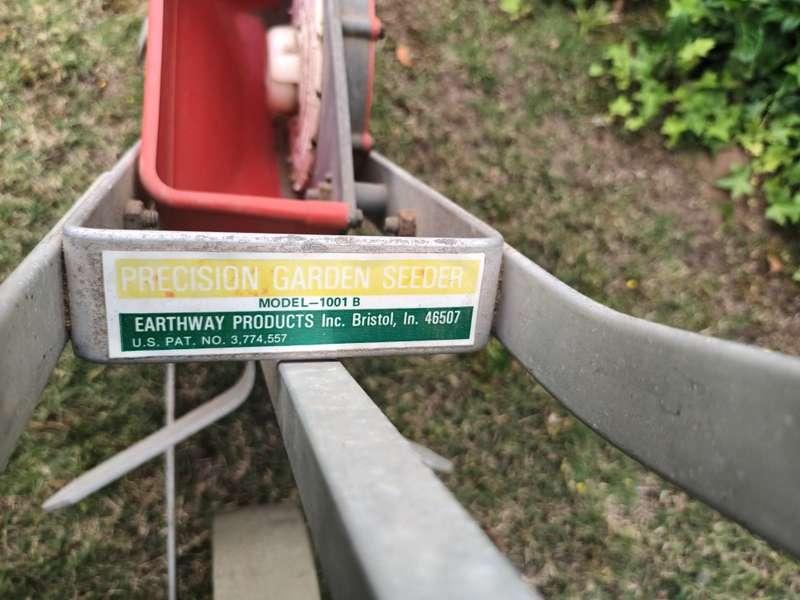 PRECISION GARDEN SEEDER
MODEL-1001 B
EARTHWAY PRODUCTS Inc. Bristol, In. 46507
U.S. PAT. NO. 3,774,557